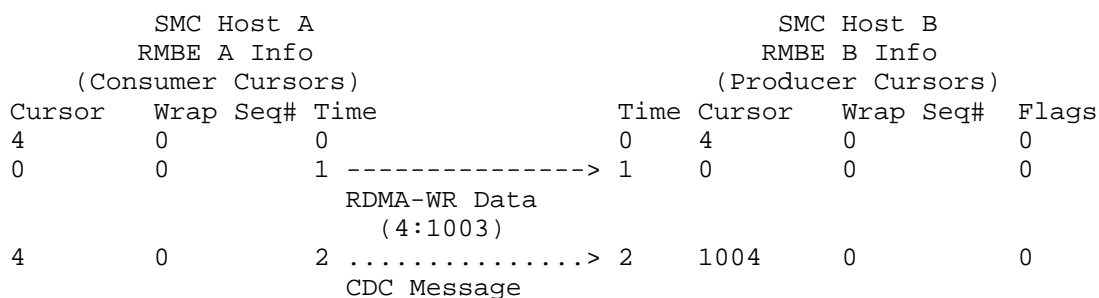 SMC Host A SMC Host B
RMBE A Info RMBE B Info
(Consumer Cursors) (Producer Cursors)
Cursor Wrap Seq# Time Time Cursor Wrap Seq# Flags
4 0 0 0 4 0 0
0 0 1 ---------------> 1 0 0 0
RDMA-WR Data
(4:1003)
4 0 2 ...............> 2 1004 0 0
CDC Message